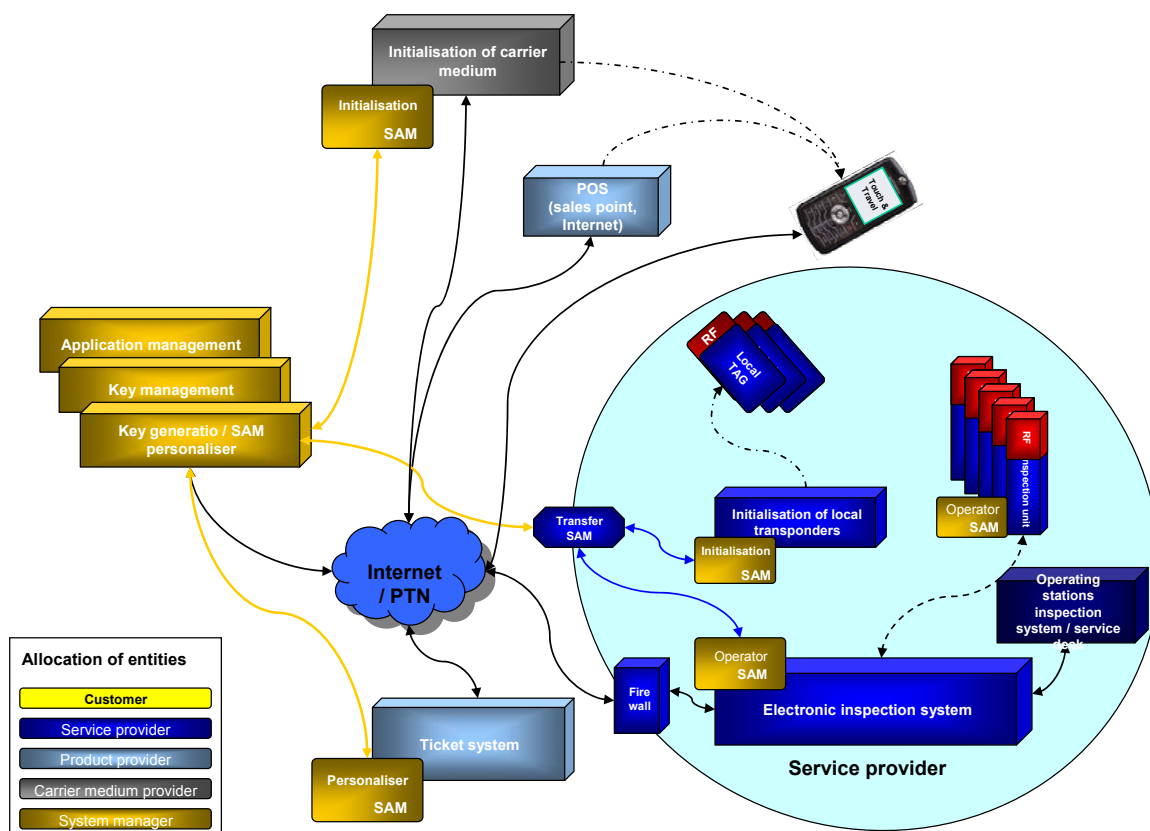 Initialisation of carrier
medium
Initialisation
SAM
POS
(sales point,
Internet)
Touch &
Travel
Application management
Key management
Key generatio / SAM
personaliser
RF
Local
TAG
RF
nspection unit
Operator
SAM
Transfer
SAM
Initialisation of local
transponders
Initialisation
SAM
Internet
/ PTN
Operating
stations
inspection
system / service
desk
Operator
SAM
Fire
wall
Electronic inspection system
Service provider
Ticket system
Personaliser
SAM
Allocation of entities
Customer
Service provider
Product provider
Carrier medium provider
System manager